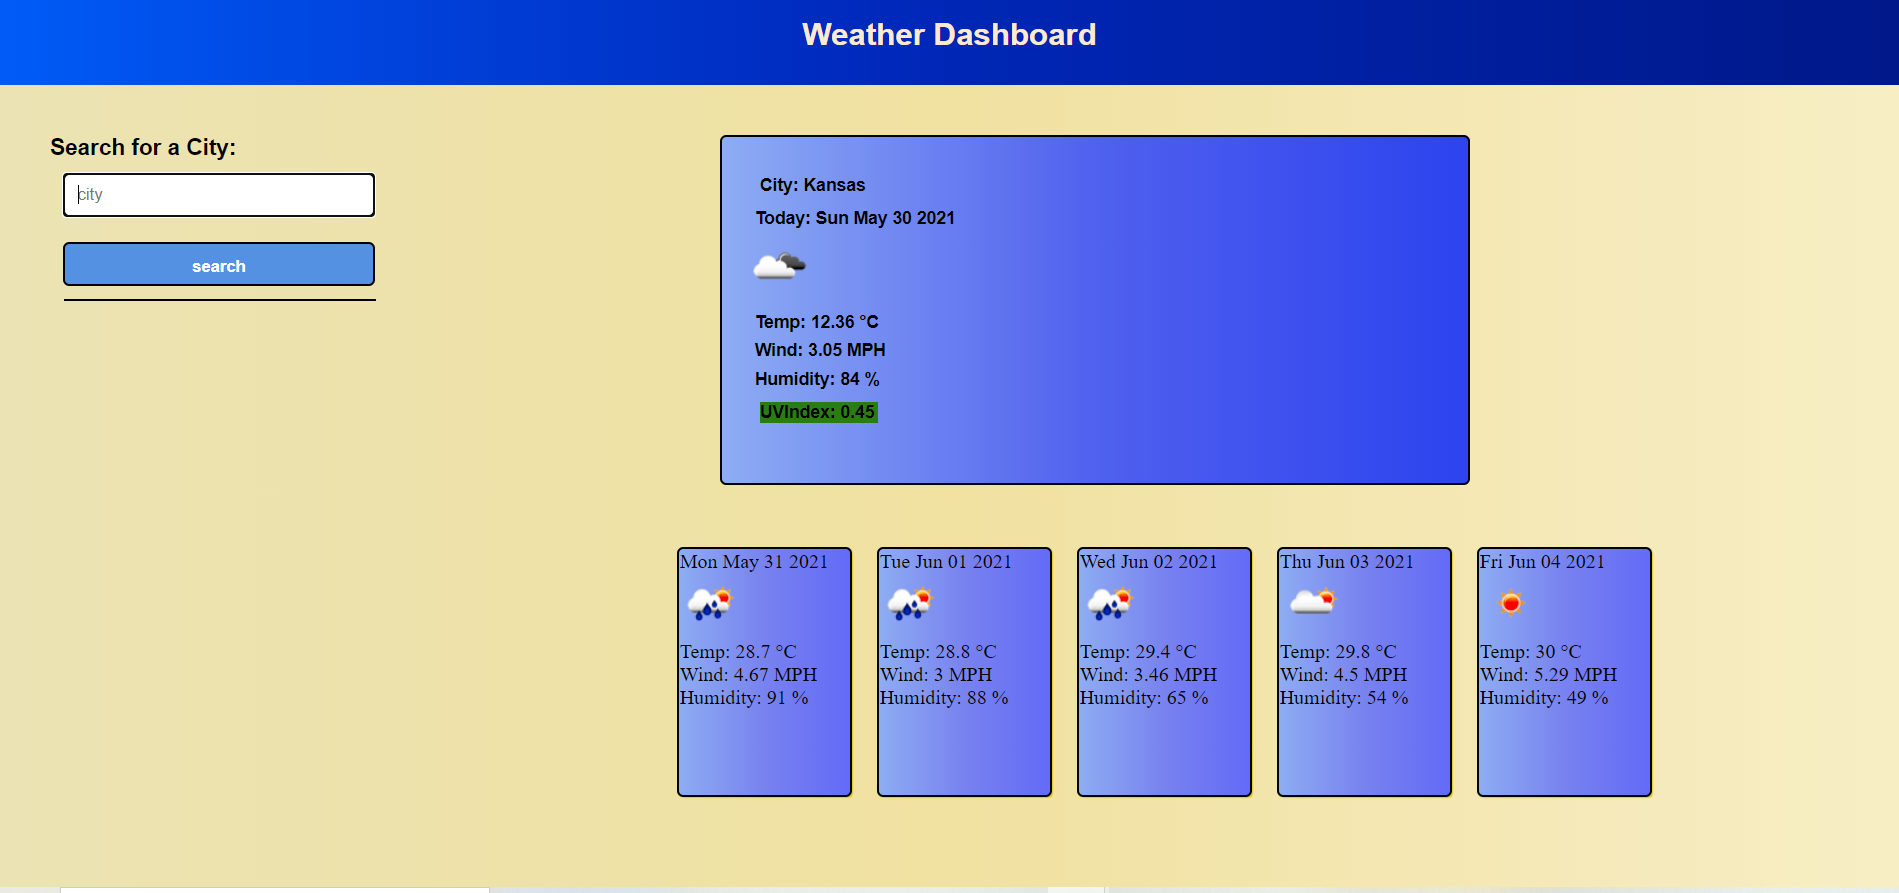 Weather Dashboard
Search for a City:
city
search
City: Kansas
Today: Sun May 30 2021
Temp: 12.36 °C
Wind: 3.05 MPH
Humidity: 84 %
UVIndex: 0.45
Mon May 31 2021
Temp: 28.7 °C
Wind: 4.67 MPH
Humidity: 91 %
Tue Jun 01 2021
Temp: 28.8 °C
Wind: 3 MPH
Humidity: 88 %
Wed Jun 02 2021
Temp: 29.4 °C
Wind: 3.46 MPH
Humidity: 65 %
Thu Jun 03 2021
Temp: 29.8 °C
Wind: 4.5 MPH
Humidity: 54 %
Fri Jun 04 2021
Temp: 30 °C
Wind: 5.29 MPH
Humidity: 49 %